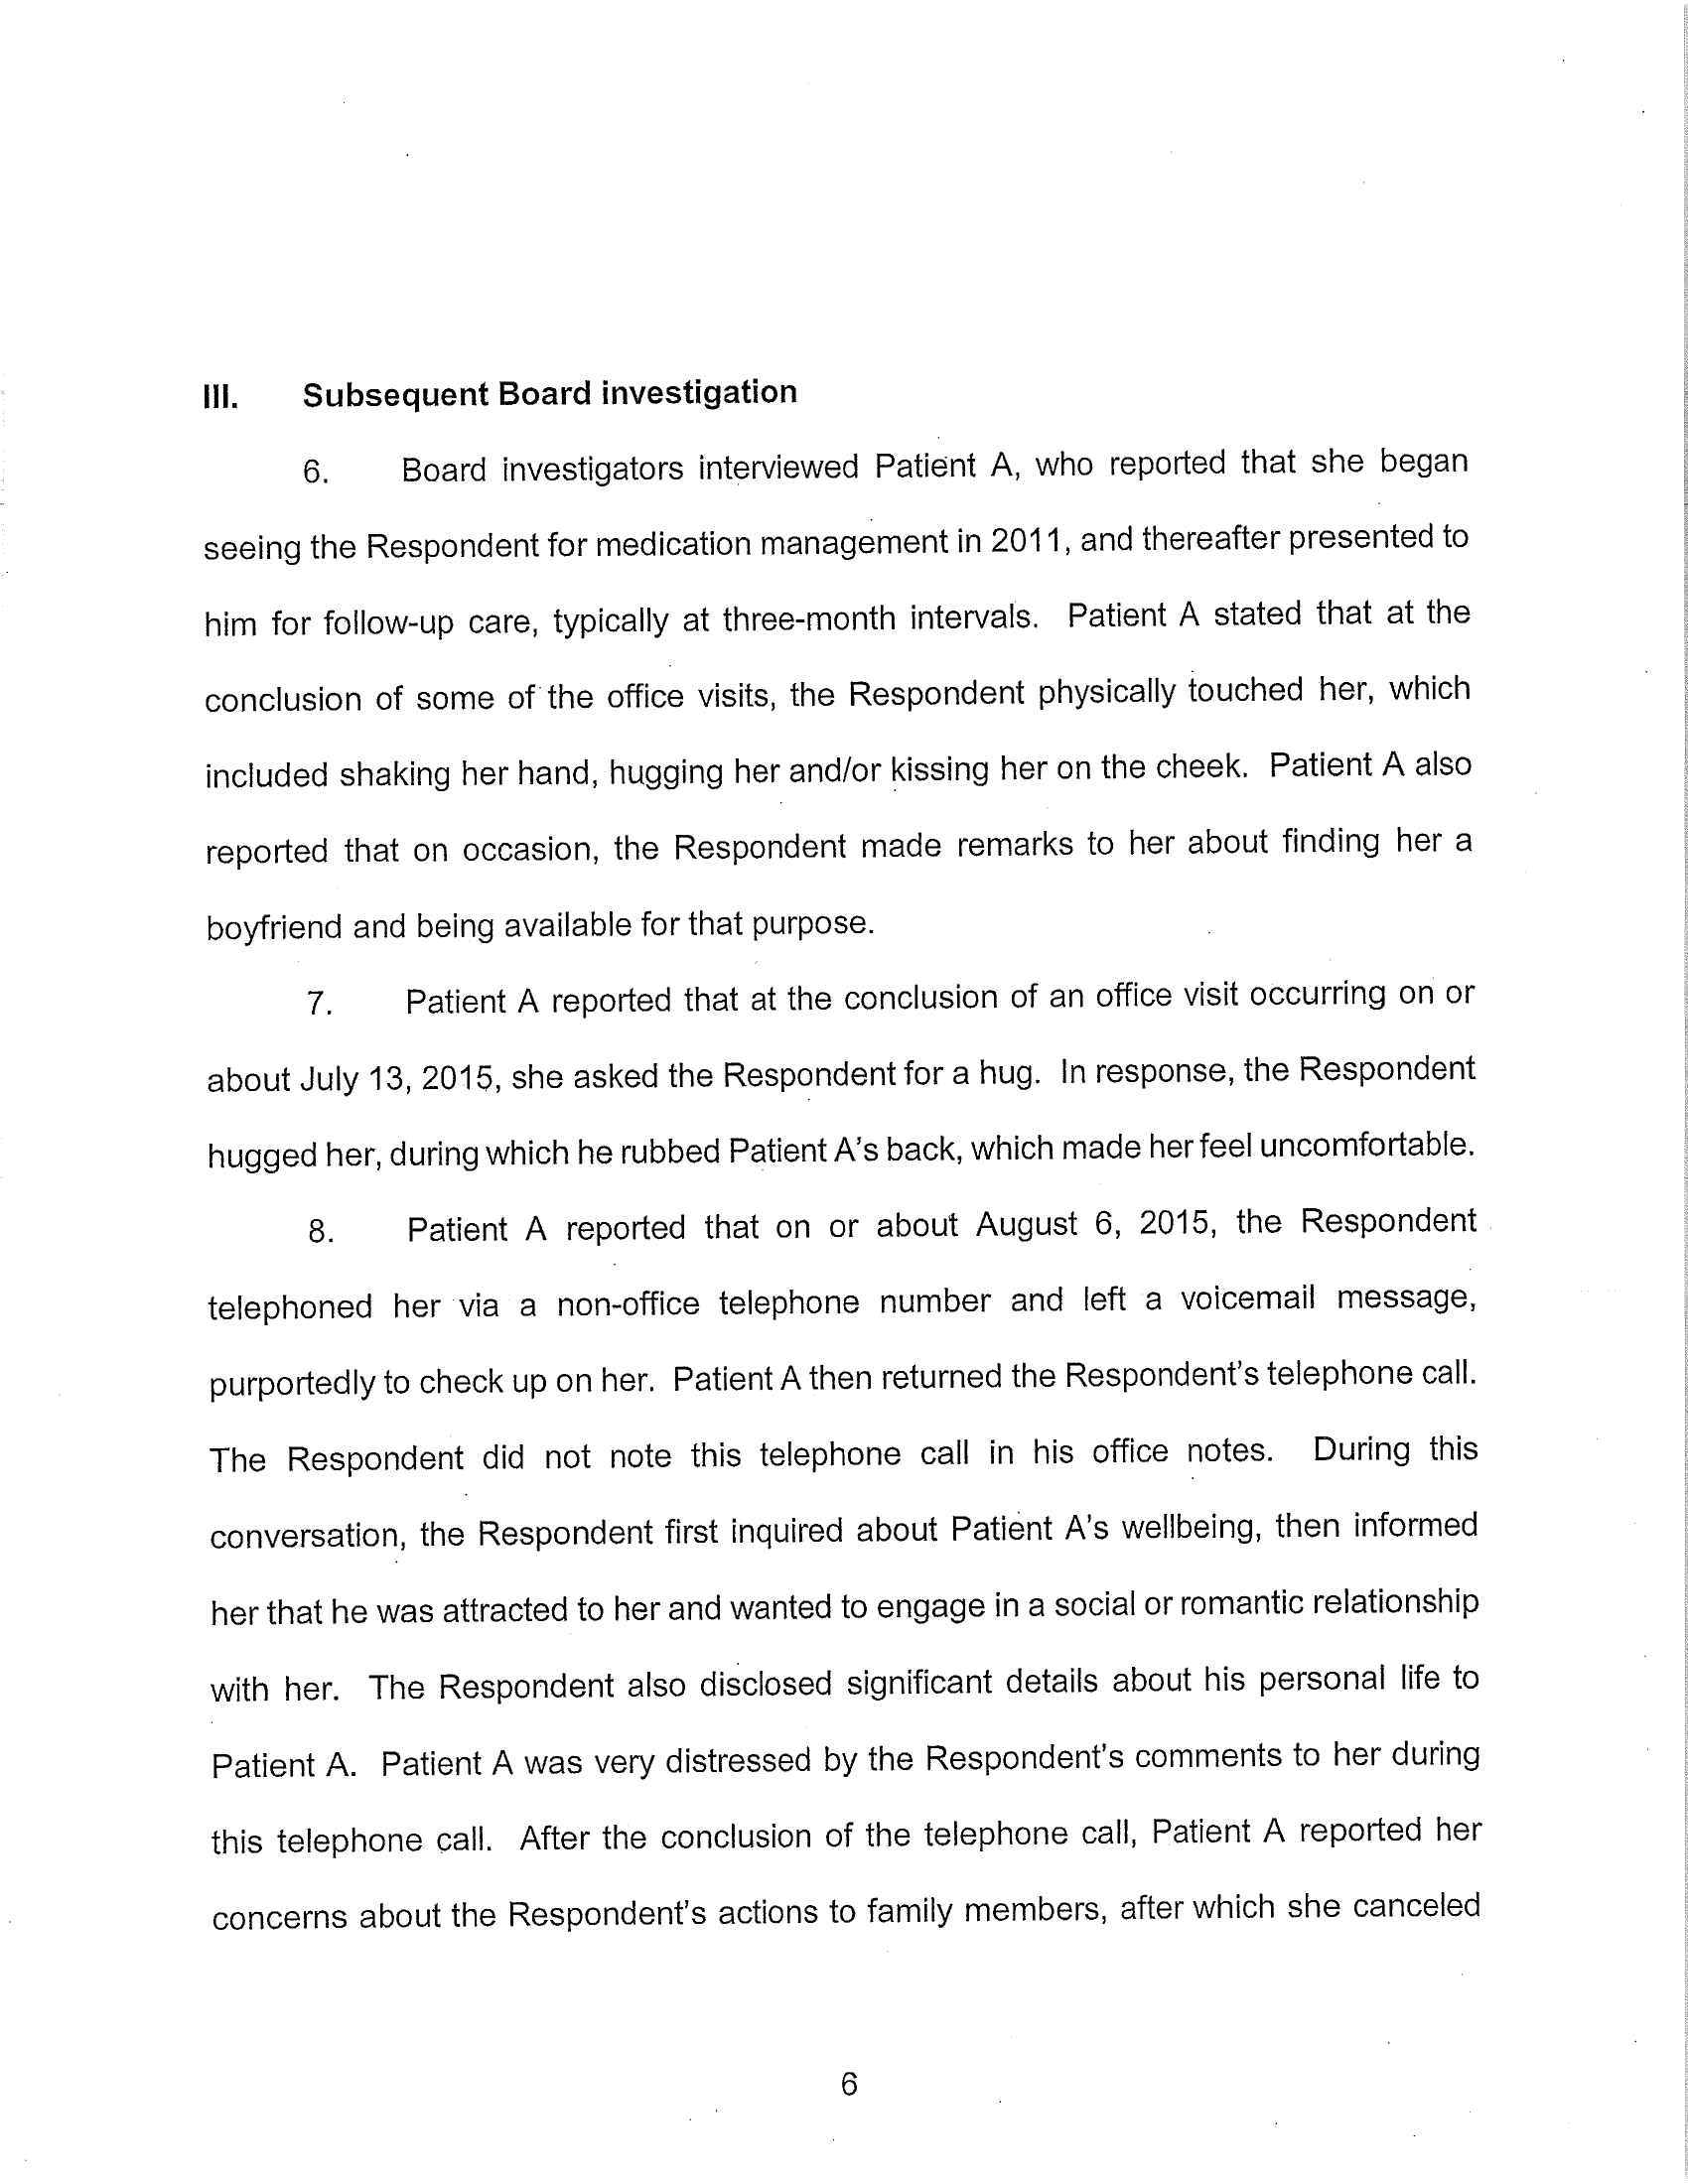 III. Subsequent Board investigation
6. Board investigators interviewed Patient A, who reported that she began
seeing the Respondent for medication management in 2011, and thereafter presented to
him for follow-up care, typically at three-month intervals. Patient A stated that at the
conclusion of some of the office visits, the Respondent physically touched her, which
included shaking her hand, hugging her and/or kissing her on the cheek. Patient A also
reported that on occasion, the Respondent made remarks to her about finding her a
boyfriend and being available for that purpose.
7. Patient A reported that at the conclusion of an office visit occurring on or
about July 13, 2015, she asked the Respondent for a hug. In response, the Respondent
hugged her, during which he rubbed Patient A's back, which made her feel uncomfortable.
8. Patient A reported that on or about August 6, 2015, the Respondent
telephoned her via a non-office telephone number and left a voicemail message,
purportedly to check up on her. Patient A then returned the Respondent's telephone call.
The Respondent did not note this telephone call in his office notes. During this
conversation, the Respondent first inquired about Patient A's wellbeing, then informed
her that he was attracted to her and wanted to engage in a social or romantic relationship
with her. The Respondent also disclosed significant details about his personal life to
Patient A. Patient A was very distressed by the Respondent's comments to her during
this telephone call. After the conclusion of the telephone call, Patient A reported her
concerns about the Respondent's actions to family members, after which she canceled
6